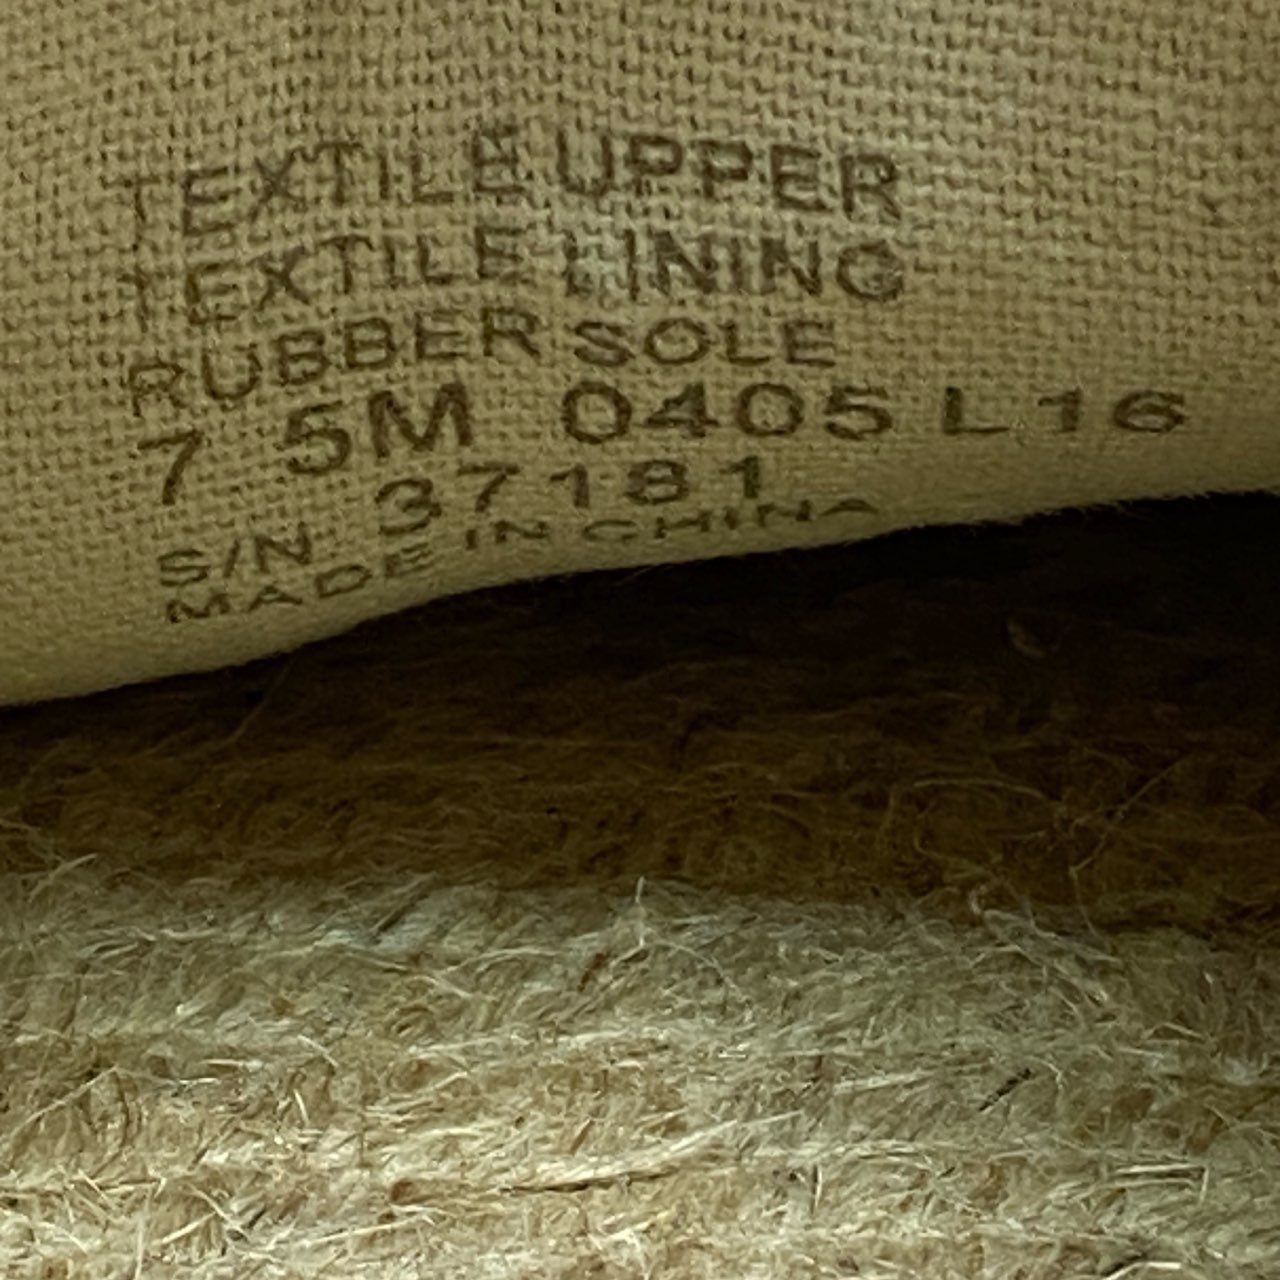 TEXTILE UPPER
TEXTILE LINING
RUBBER SOLE
7 5M 0405 L16
S/N 37181
MADE IN CHINA